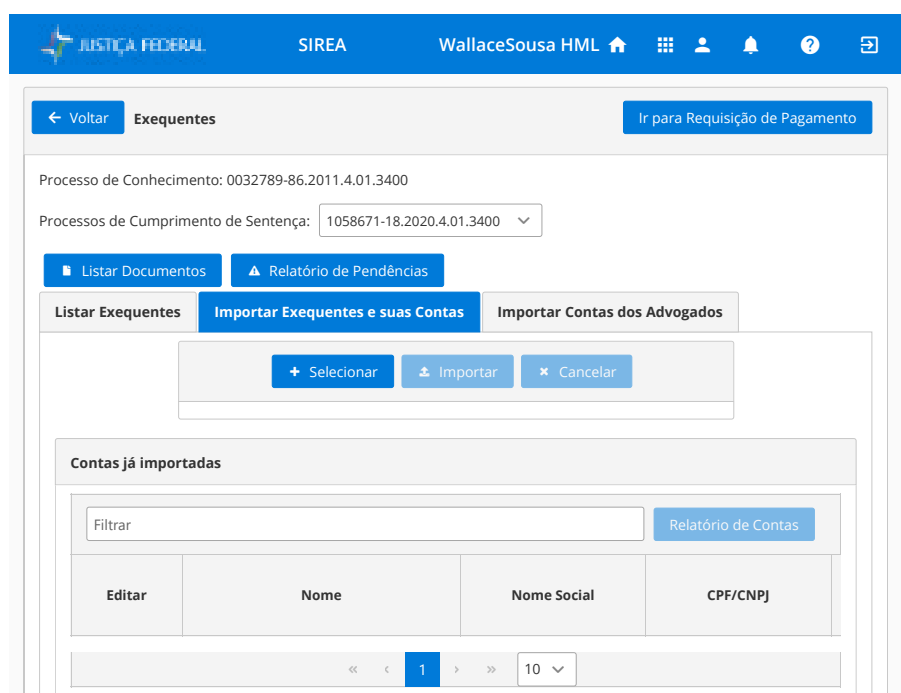 JUSTIÇA FEDERAL SIREA WallaceSousa HML
Voltar Exequentes Ir para Requisição de Pagamento
Processo de Conhecimento: 0032789-86.2011.4.01.3400
Processos de Cumprimento de Sentença: 1058671-18.2020.4.01.3400
Listar Documentos Relatório de Pendências
Listar Exequentes Importar Exequentes e suas Contas Importar Contas dos Advogados
Selecionar Importar Cancelar
Contas já importadas
Filtrar Relatório de Contas
Editar Nome Nome Social CPF/CNPJ
1 10